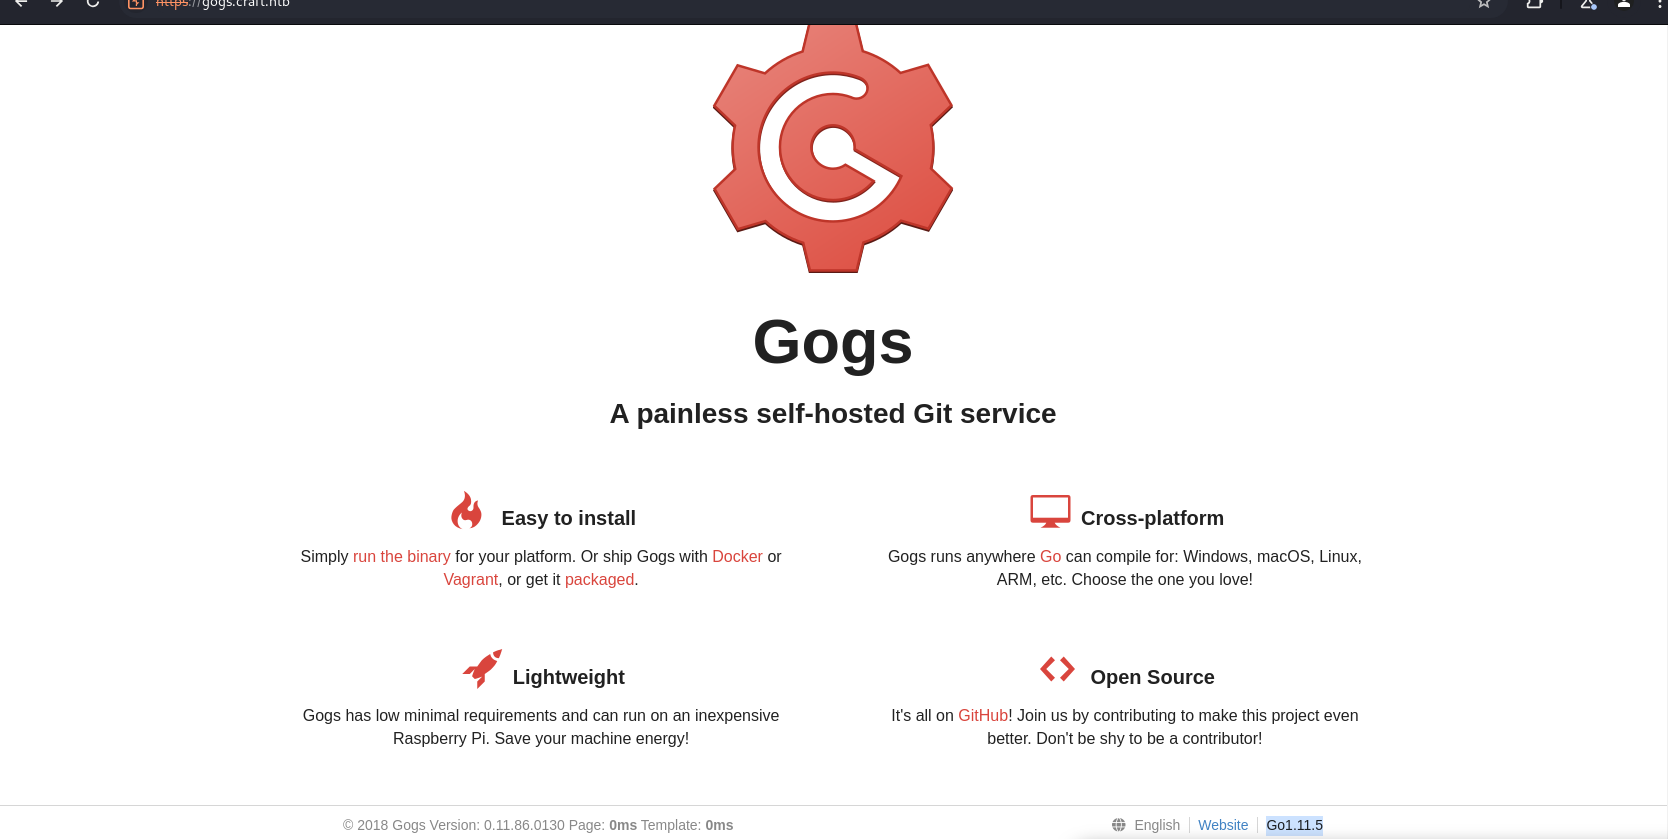 https://gogs.craft.htb
Gogs
A painless self-hosted Git service
Easy to install
Simply run the binary for your platform. Or ship Gogs with Docker or
Vagrant, or get it packaged.
Cross-platform
Gogs runs anywhere Go can compile for: Windows, macOS, Linux,
ARM, etc. Choose the one you love!
Lightweight
Gogs has low minimal requirements and can run on an inexpensive
Raspberry Pi. Save your machine energy!
Open Source
It's all on GitHub! Join us by contributing to make this project even
better. Don't be shy to be a contributor!
© 2018 Gogs Version: 0.11.86.0130 Page: 0ms Template: 0ms
English Website Go1.11.5